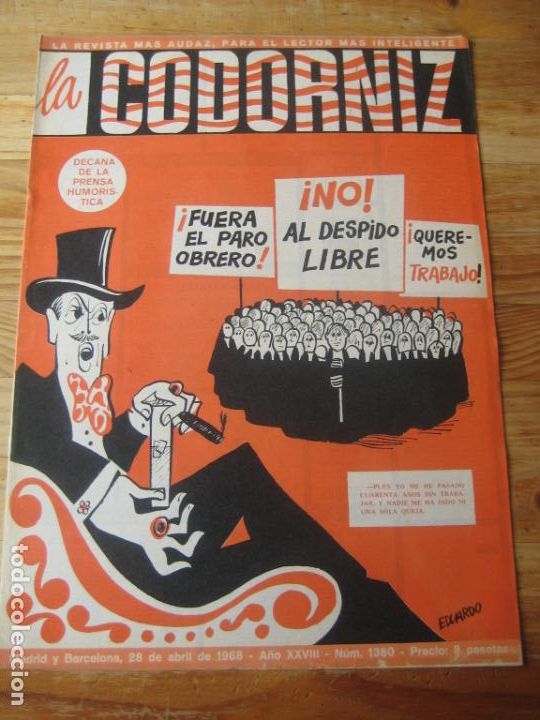 LA REVISTA MAS AUDAZ, PARA EL LECTOR MAS INTELIGENTE
la CODORNIZ
DECANA
DE LA
PRENSA
HUMORIS-
TICA
¡FUERA
EL PARO
OBRERO!
¡NO!
AL DESPIDO
LIBRE
¡QUERE-
MOS
TRABAJO!
—PUES YO ME HE PASADO
CUARENTA AÑOS SIN TRABA-
JAR, Y NADIE ME HA OIDO NI
UNA SOLA QUEJA.
EDUARDO
Madrid y Barcelona, 28 de abril de 1968 - Año XXVIII - Núm. 1380 - Precio: 8 pesetas
todocoleccion.net